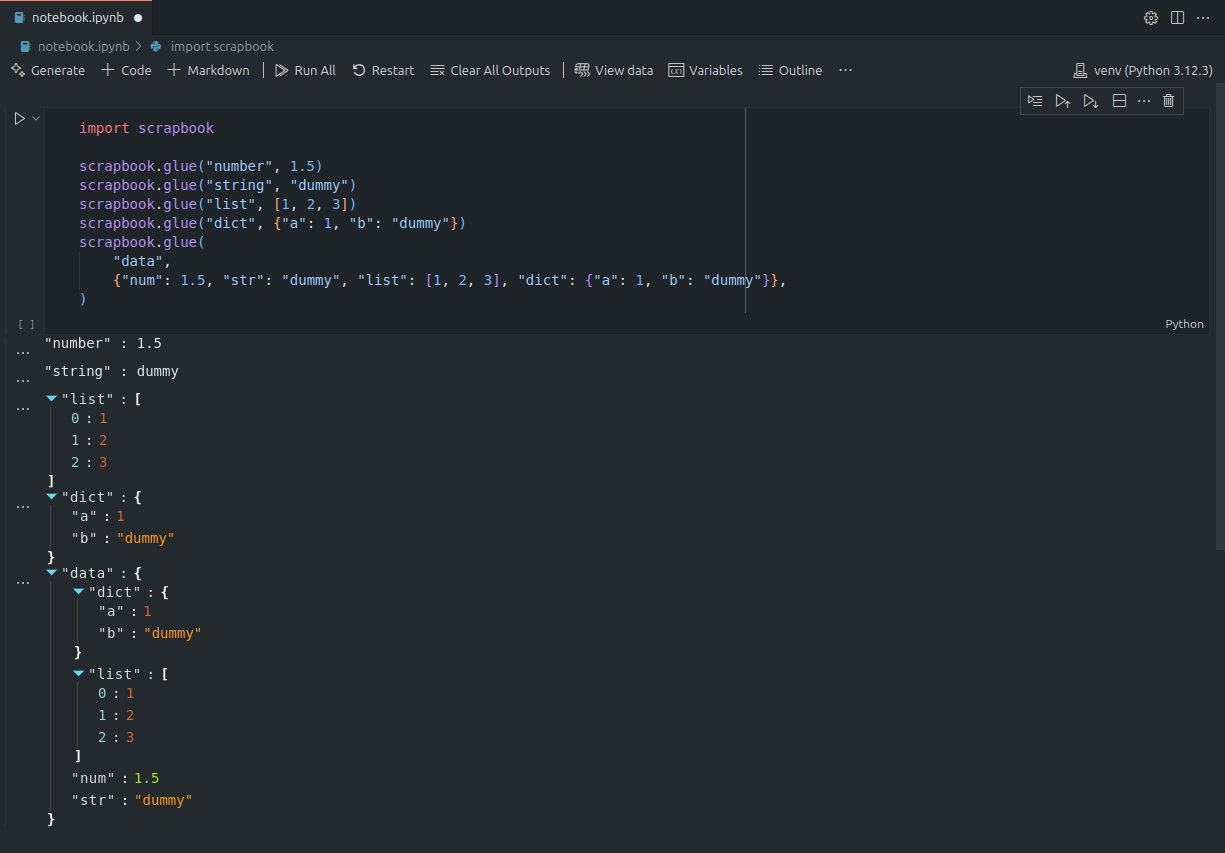 notebook.ipynb
notebook.ipynb > import scrapbook
Generate + Code + Markdown | Run All Restart Clear All Outputs | View data Variables Outline ... venv (Python 3.12.3)
import scrapbook
scrapbook.glue("number", 1.5)
scrapbook.glue("string", "dummy")
scrapbook.glue("list", [1, 2, 3])
scrapbook.glue("dict", {"a": 1, "b": "dummy"})
scrapbook.glue(
"data",
{"num": 1.5, "str": "dummy", "list": [1, 2, 3], "dict": {"a": 1, "b": "dummy"}},
)
[ ] Python
"number" : 1.5
...
"string" : dummy
...
"list" : [
...
0 : 1
1 : 2
2 : 3
]
"dict" : {
...
"a" : 1
"b" : "dummy"
}
"data" : {
...
"dict" : {
"a" : 1
"b" : "dummy"
}
"list" : [
0 : 1
1 : 2
2 : 3
]
"num" : 1.5
"str" : "dummy"
}